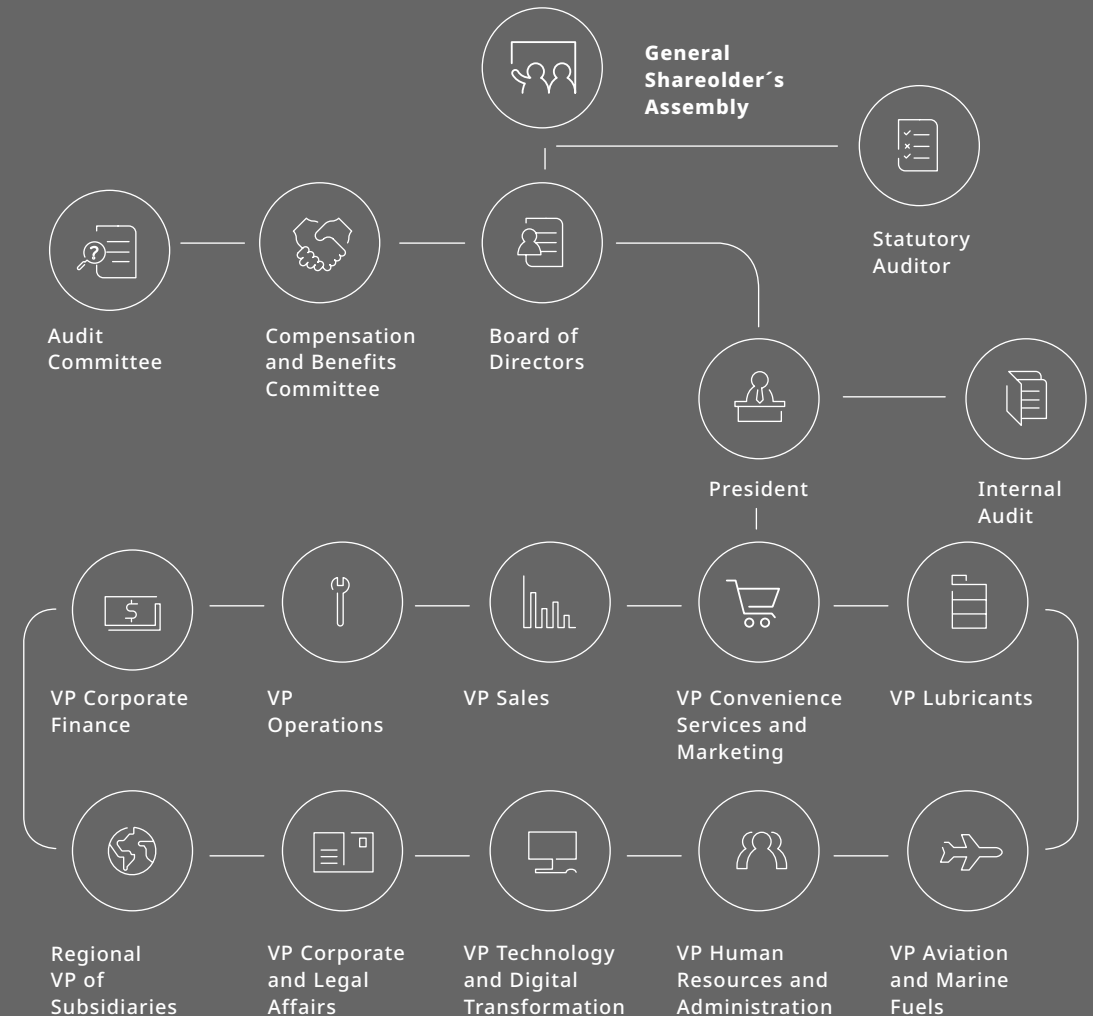 General
Shareolder´s
Assembly
Statutory
Auditor
Audit
Committee
Compensation
and Benefits
Committee
Board of
Directors
President
Internal
Audit
VP Corporate
Finance
VP
Operations
VP Sales
VP Convenience
Services and
Marketing
VP Lubricants
Regional
VP of
Subsidiaries
VP Corporate
and Legal
Affairs
VP Technology
and Digital
Transformation
VP Human
Resources and
Administration
VP Aviation
and Marine
Fuels